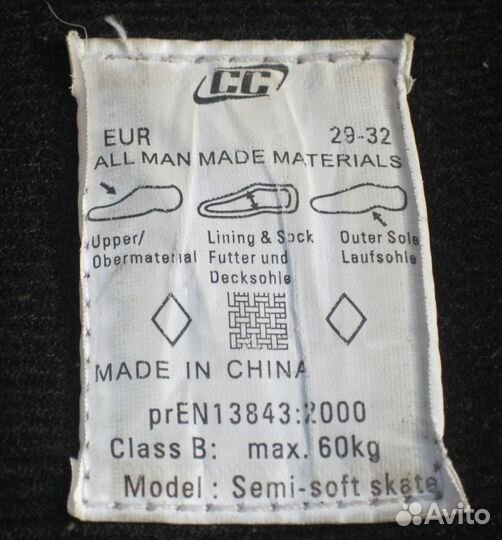 CC
EUR 29-32
ALL MAN MADE MATERIALS
Upper/ Lining & Sock Outer Sole
Obermaterial Futter und Laufsohle
Decksohle
MADE IN CHINA
prEN13843:2000
Class B: max. 60kg
Model : Semi-soft skate
Avito